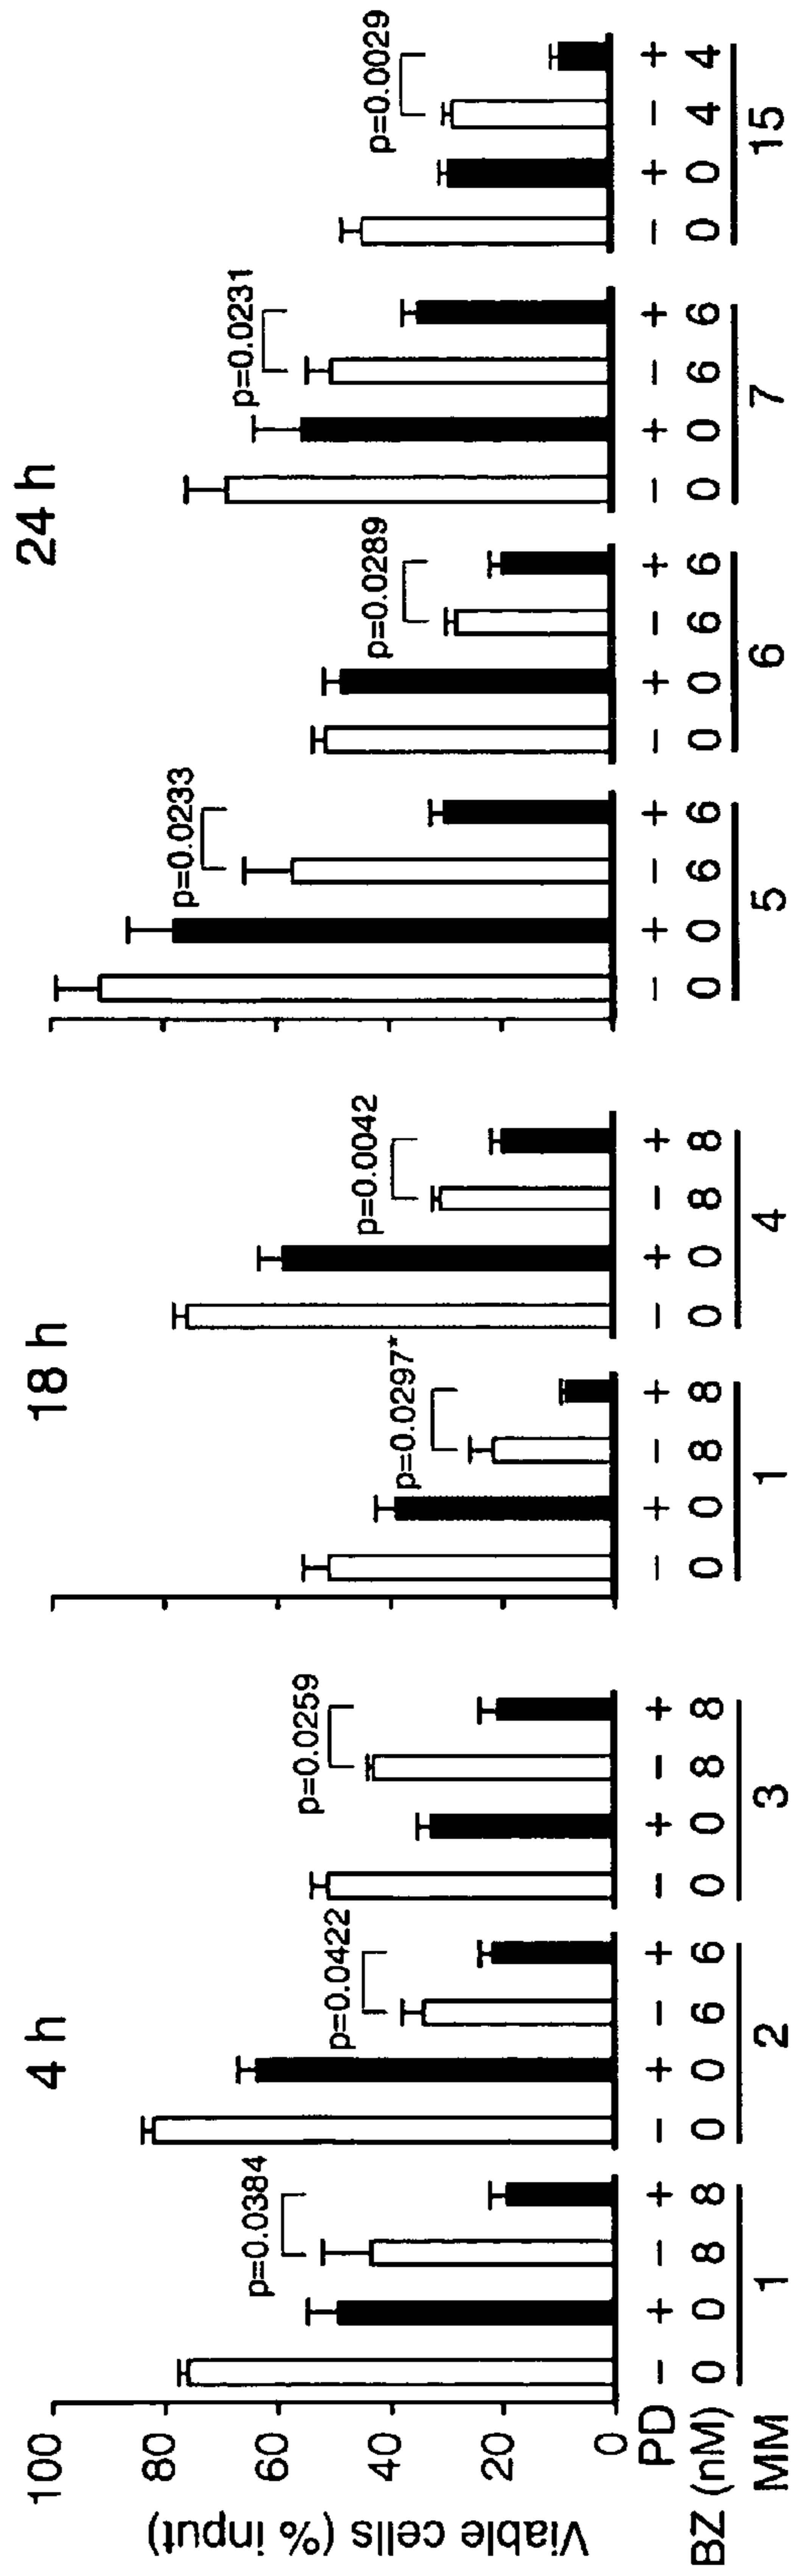 4 h 18 h 24 h
Viable cells (% input)
100
80
60
40
20
0
p=0.0384 p=0.0422 p=0.0259 p=0.0297* p=0.0042 p=0.0233 p=0.0289 p=0.0231 p=0.0029
PD − + − + − + − + − + − + − + − + − + − + − + − + − + − + − + − + − + − +
BZ (nM) 0 0 8 8 0 0 6 6 0 0 8 8 0 0 8 8 0 0 8 8 0 0 6 6 0 0 6 6 0 0 6 6 0 0 4 4
MM 1 2 3 1 4 5 6 7 15